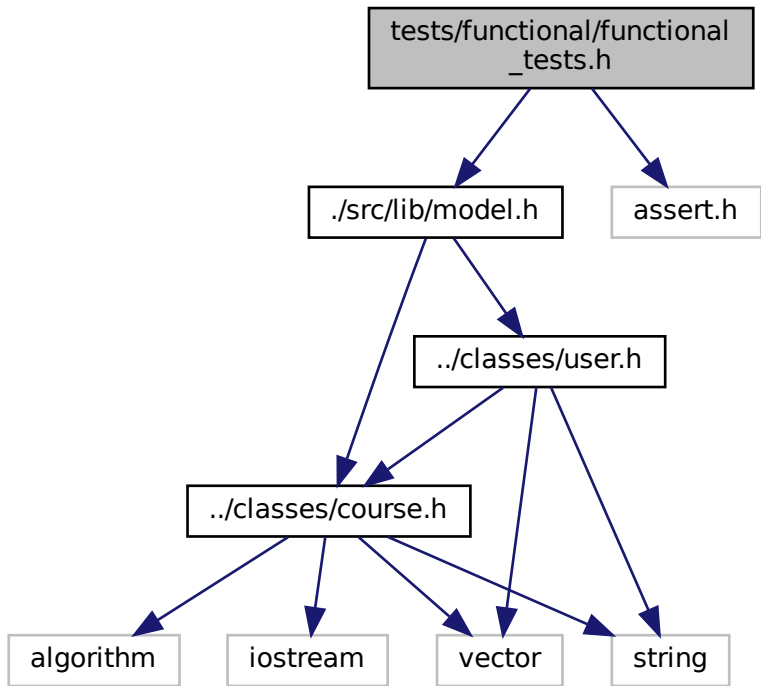 tests/functional/functional
_tests.h
./src/lib/model.h
assert.h
../classes/user.h
../classes/course.h
algorithm
iostream
vector
string